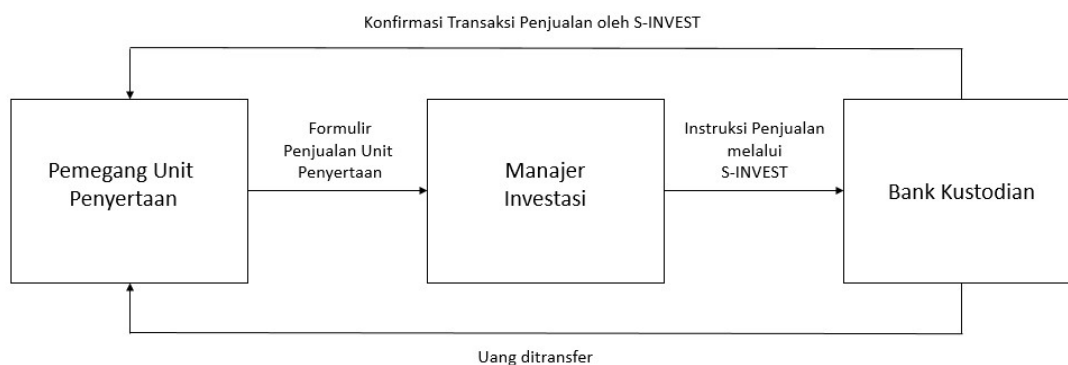 Konfirmasi Transaksi Penjualan oleh S-INVEST
Pemegang Unit
Penyertaan
Formulir
Penjualan Unit
Penyertaan
Manajer
Investasi
Instruksi Penjualan
melalui
S-INVEST
Bank Kustodian
Uang ditransfer